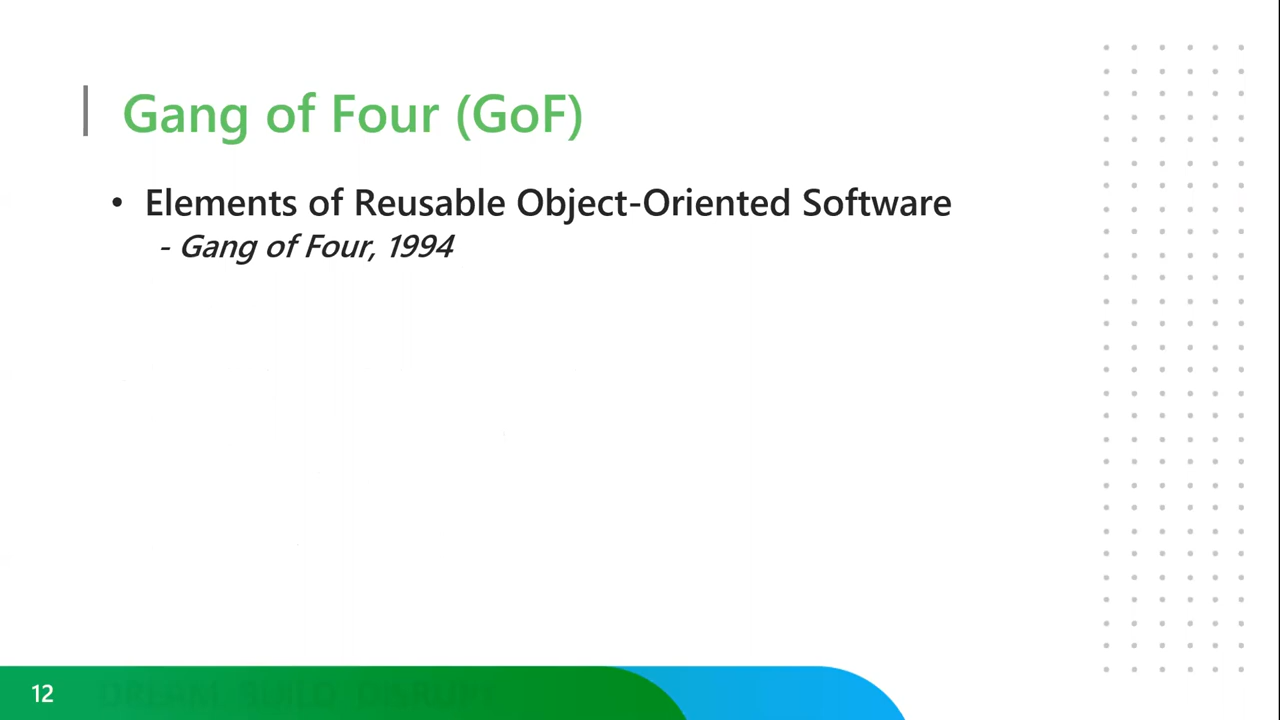 Gang of Four (GoF)
• Elements of Reusable Object-Oriented Software
- Gang of Four, 1994
12